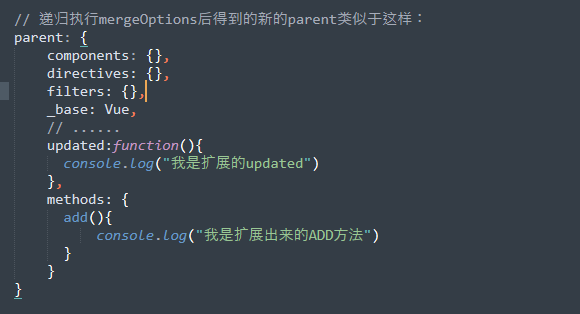 // 递归执行mergeOptions后得到的新的parent类似于这样：
parent: {
    components: {},
    directives: {},
    filters: {},
    _base: Vue,
    // ......
    updated:function(){
      console.log("我是扩展的updated")
    },
    methods: {
      add(){
          console.log("我是扩展出来的ADD方法")
      }
    }
}